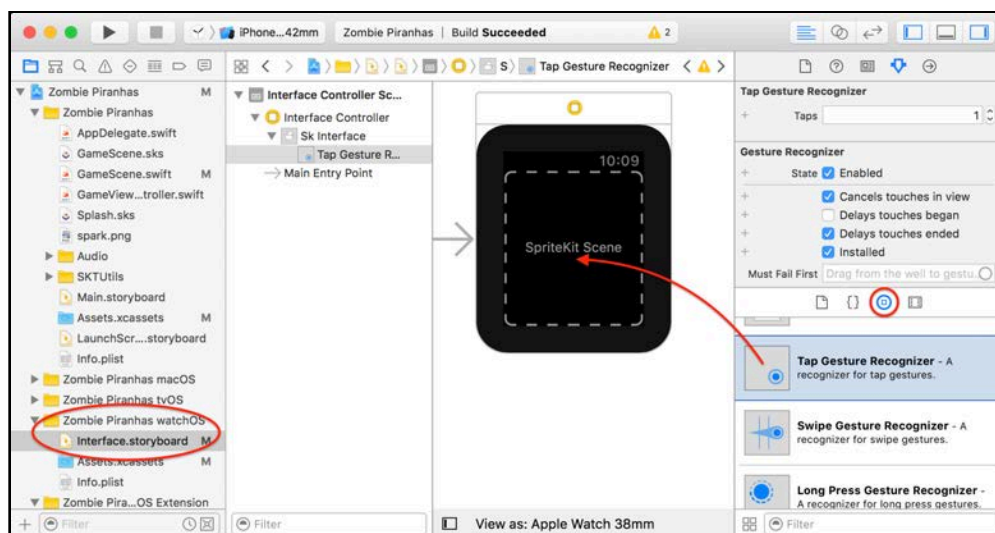 iPhone...42mm
Zombie Piranhas | Build Succeeded
2
S
Tap Gesture Recognizer
Zombie Piranhas M
Zombie Piranhas
AppDelegate.swift
GameScene.sks
GameScene.swift M
GameView...troller.swift
Splash.sks
spark.png
Audio
SKTUtils
Main.storyboard
Assets.xcassets M
LaunchScr....storyboard
Info.plist
Zombie Piranhas macOS
Zombie Piranhas tvOS
Zombie Piranhas watchOS
Interface.storyboard M
Assets.xcassets M
Info.plist
Zombie Pira...OS Extension
Filter
Interface Controller Sc...
Interface Controller
Sk Interface
Tap Gesture R...
Main Entry Point
Filter
10:09
SpriteKit Scene
View as: Apple Watch 38mm
Tap Gesture Recognizer
+ Taps 1
Gesture Recognizer
+ State Enabled
+ Cancels touches in view
+ Delays touches began
+ Delays touches ended
+ Installed
Must Fail First Drag from the well to gestu.
{}
Tap Gesture Recognizer - A
recognizer for tap gestures.
Swipe Gesture Recognizer - A
recognizer for swipe gestures.
Long Press Gesture Recognizer -
A recognizer for long press gestures.
Filter